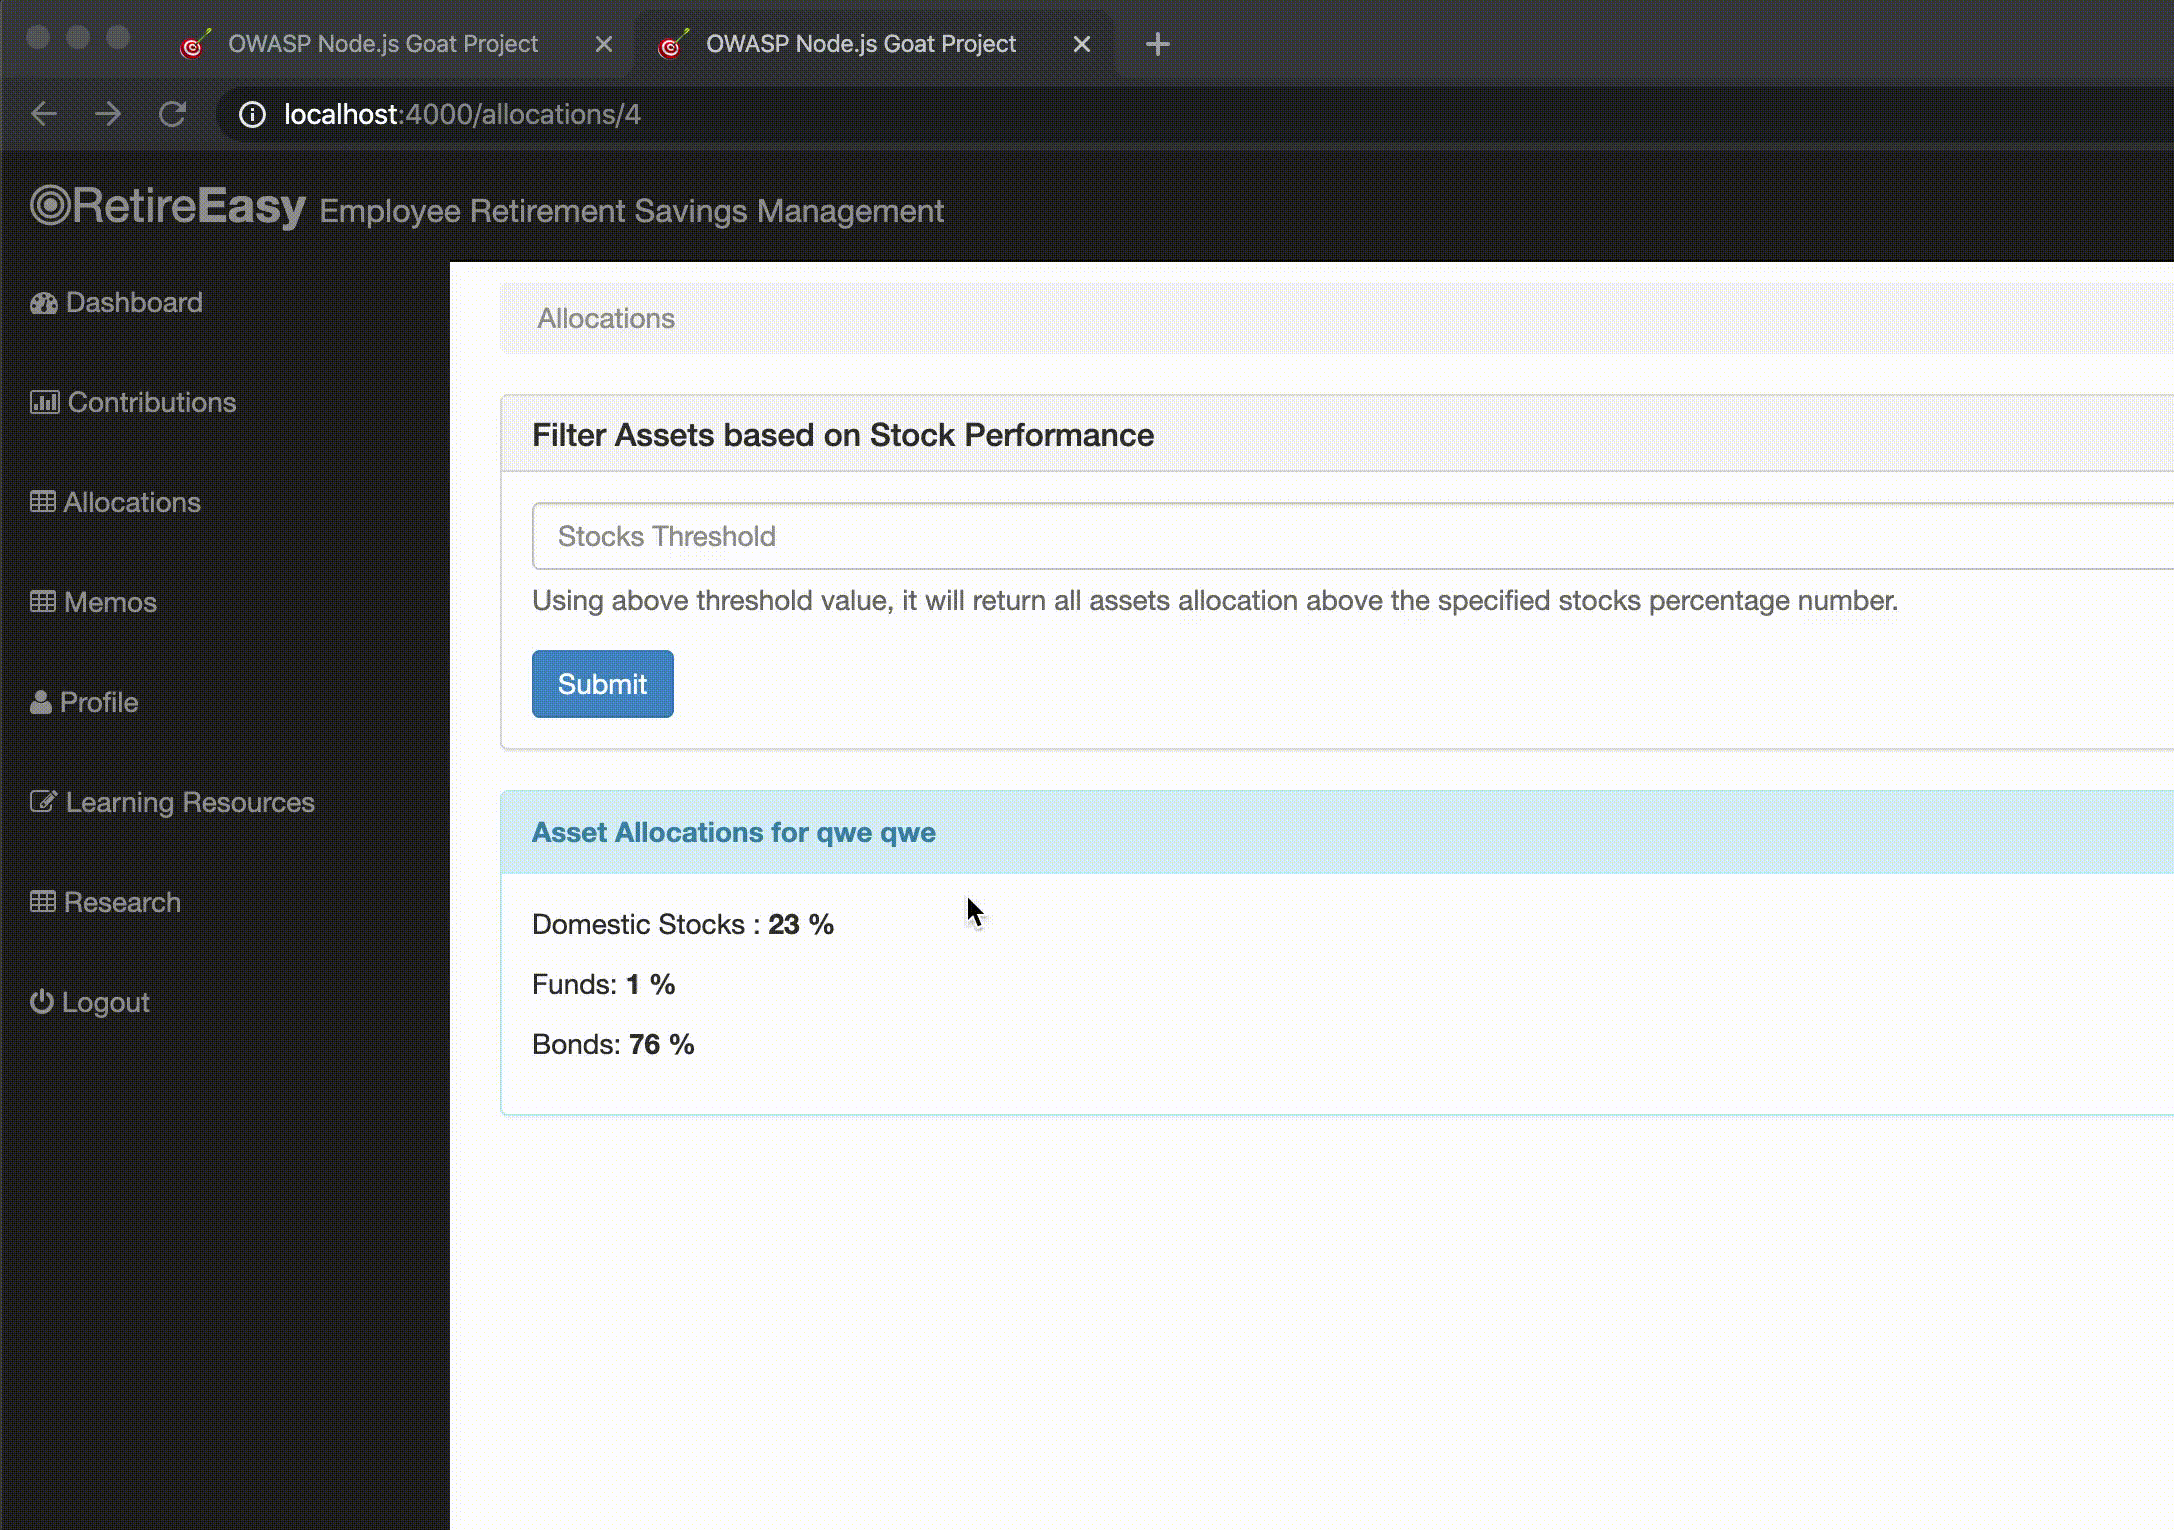 OWASP Node.js Goat Project
OWASP Node.js Goat Project
localhost:4000/allocations/4
RetireEasy Employee Retirement Savings Management
Dashboard
Contributions
Allocations
Memos
Profile
Learning Resources
Research
Logout
Allocations
Filter Assets based on Stock Performance
Stocks Threshold
Using above threshold value, it will return all assets allocation above the specified stocks percentage number.
Submit
Asset Allocations for qwe qwe
Domestic Stocks : 23 %
Funds: 1 %
Bonds: 76 %